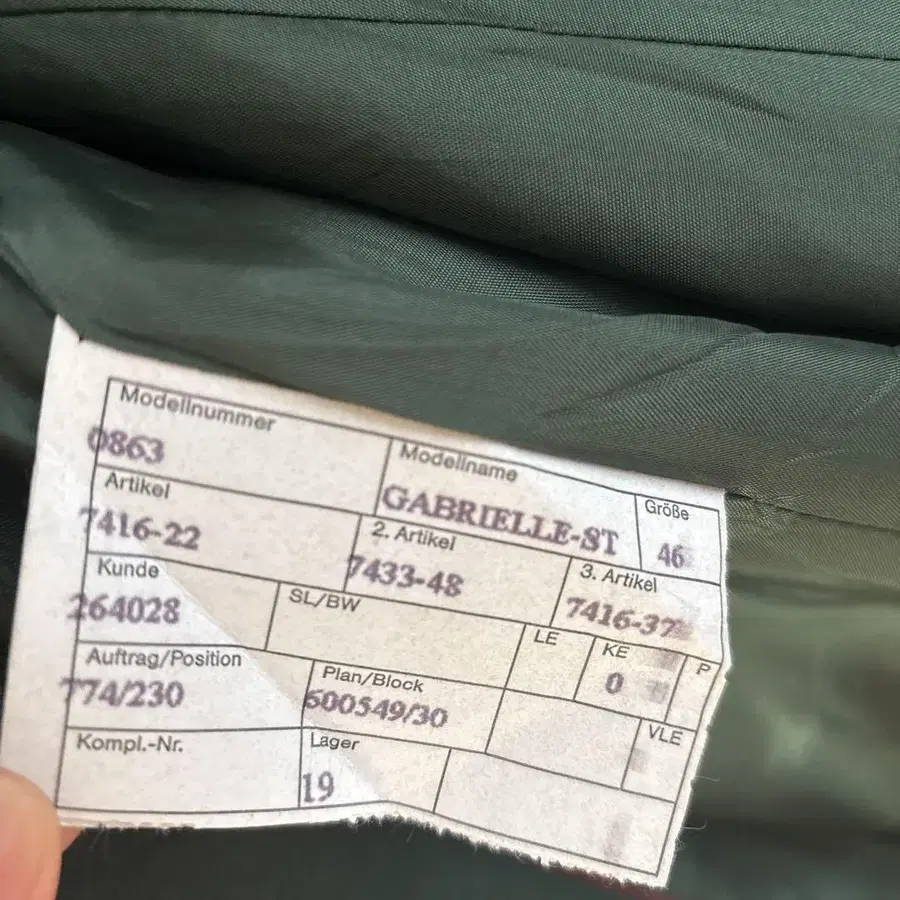 Modellnummer
0863
Modellname
GABRIELLE-ST
Größe
46
Artikel
7416-22
2. Artikel
7433-48
3. Artikel
7416-37
Kunde
264028
SL/BW
LE
KE
0
P
Auftrag/Position
774/230
Plan/Block
600549/30
VLE
Kompl.-Nr.
Lager
19